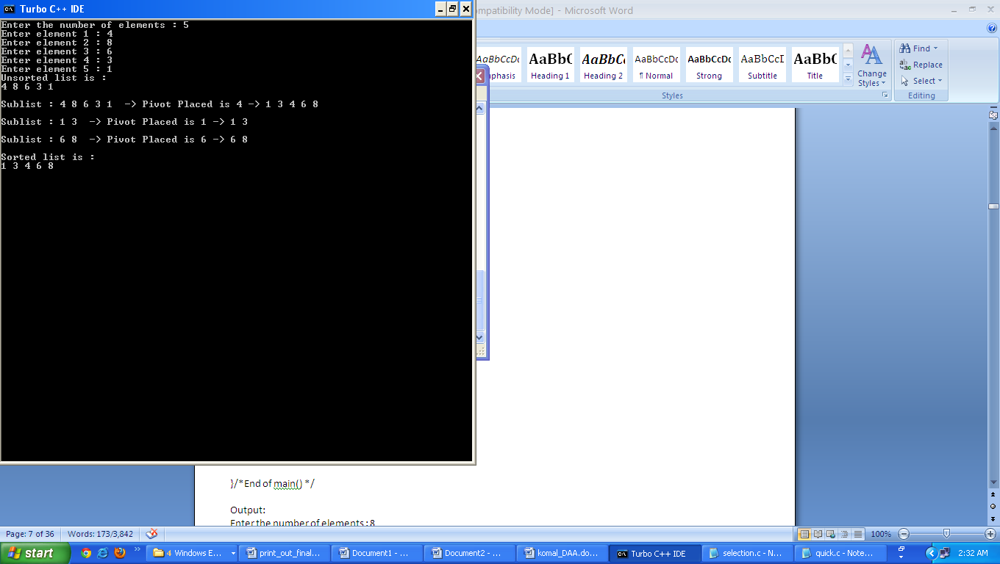 Turbo C++ IDE
Enter the number of elements : 5
Enter element 1 : 4
Enter element 2 : 8
Enter element 3 : 6
Enter element 4 : 3
Enter element 5 : 1
Unsorted list is :
4 8 6 3 1
Sublist : 4 8 6 3 1 -> Pivot Placed is 4 -> 1 3 4 6 8
Sublist : 1 3 -> Pivot Placed is 1 -> 1 3
Sublist : 6 8 -> Pivot Placed is 6 -> 6 8
Sorted list is :
1 3 4 6 8
ompatibility Mode] - Microsoft Word
AaBbCcDc AaBbC AaBbCc AaBbCcDc AaBbCcDc AaBbCcI AaBbC
phasis Heading 1 Heading 2 ¶ Normal Strong Subtitle Title
Change
Styles
Styles
Find
Replace
Select
Editing
}/*End of main() */
Output:
Enter the number of elements : 8
Page: 7 of 36 Words: 173/3,842 100%
start 4 Windows E... print_out_final... Document1 - ... Document2 - ... komal_DAA.do... Turbo C++ IDE selection.c - N... quick.c - Note... 2:32 AM